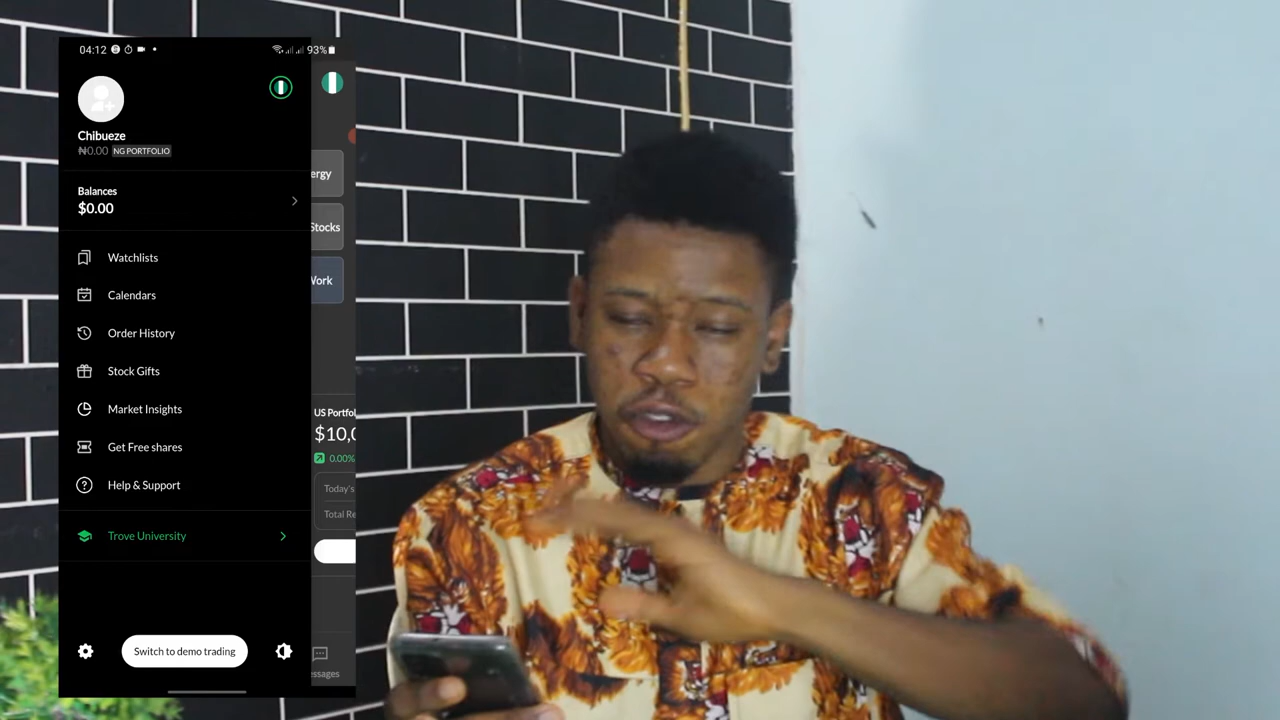 04:12
93%
Chibueze
₦0.00 NG PORTFOLIO
Balances
$0.00
Watchlists
Calendars
Order History
Stock Gifts
Market Insights
Get Free shares
Help & Support
Trove University
Switch to demo trading
ergy
Stocks
Work
US Portfol
$10,0
0.00%
Today's
Total Re
essages